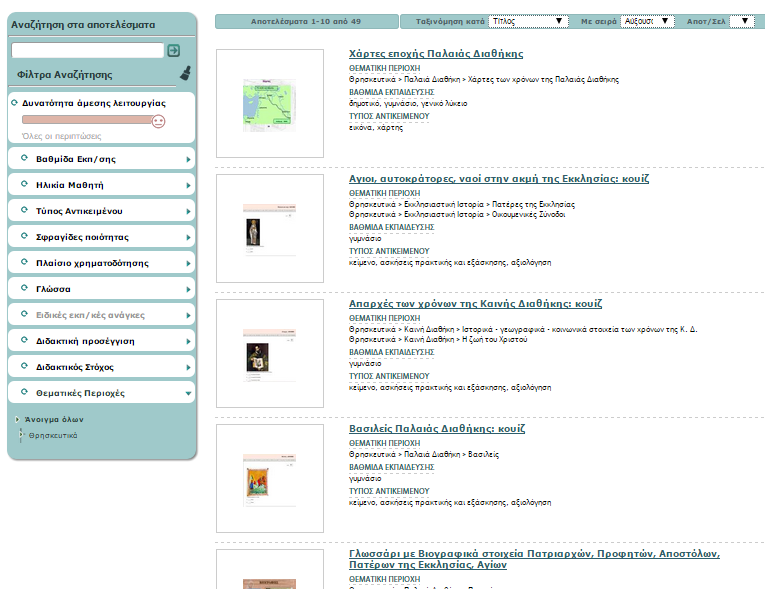 Αναζήτηση στα αποτελέσματα
Φίλτρα Αναζήτησης
Δυνατότητα άμεσης λειτουργίας
Όλες οι περιπτώσεις
Βαθμίδα Εκπ/σης
Ηλικία Μαθητή
Τύπος Αντικειμένου
Σφραγίδες ποιότητας
Πλαίσιο χρηματοδότησης
Γλώσσα
Ειδικές εκπ/κές ανάγκες
Διδακτική προσέγγιση
Διδακτικός Στόχος
Θεματικές Περιοχές
Άνοιγμα όλων
Θρησκευτικά
Αποτελέσματα 1-10 από 49
Ταξινόμηση κατά Τίτλος Με σειρά Αύξουσι Αποτ/Σελ
Χάρτες εποχής Παλαιάς Διαθήκης
ΘΕΜΑΤΙΚΗ ΠΕΡΙΟΧΗ
Θρησκευτικά > Παλαιά Διαθήκη > Χάρτες των χρόνων της Παλαιάς Διαθήκης
ΒΑΘΜΙΔΑ ΕΚΠΑΙΔΕΥΣΗΣ
δημοτικό, γυμνάσιο, γενικό λύκειο
ΤΥΠΟΣ ΑΝΤΙΚΕΙΜΕΝΟΥ
εικόνα, χάρτης
Αγιοι, αυτοκράτορες, ναοί στην ακμή της Εκκλησίας: κουίζ
ΘΕΜΑΤΙΚΗ ΠΕΡΙΟΧΗ
Θρησκευτικά > Εκκλησιαστική Ιστορία > Πατέρες της Εκκλησίας
Θρησκευτικά > Εκκλησιαστική Ιστορία > Οικουμενικές Σύνοδοι
ΒΑΘΜΙΔΑ ΕΚΠΑΙΔΕΥΣΗΣ
γυμνάσιο
ΤΥΠΟΣ ΑΝΤΙΚΕΙΜΕΝΟΥ
κείμενο, ασκήσεις πρακτικής και εξάσκησης, αξιολόγηση
Απαρχές των χρόνων της Καινής Διαθήκης: κουίζ
ΘΕΜΑΤΙΚΗ ΠΕΡΙΟΧΗ
Θρησκευτικά > Καινή Διαθήκη > Ιστορικά - γεωγραφικά - κοινωνικά στοιχεία των χρόνων της Κ. Δ.
Θρησκευτικά > Καινή Διαθήκη > Η ζωή του Χριστού
ΒΑΘΜΙΔΑ ΕΚΠΑΙΔΕΥΣΗΣ
γυμνάσιο
ΤΥΠΟΣ ΑΝΤΙΚΕΙΜΕΝΟΥ
κείμενο, ασκήσεις πρακτικής και εξάσκησης, αξιολόγηση
Βασιλείς Παλαιάς Διαθήκης: κουίζ
ΘΕΜΑΤΙΚΗ ΠΕΡΙΟΧΗ
Θρησκευτικά > Παλαιά Διαθήκη > Βασιλείς
ΒΑΘΜΙΔΑ ΕΚΠΑΙΔΕΥΣΗΣ
γυμνάσιο
ΤΥΠΟΣ ΑΝΤΙΚΕΙΜΕΝΟΥ
κείμενο, ασκήσεις πρακτικής και εξάσκησης, αξιολόγηση
Γλωσσάρι με Βιογραφικά στοιχεία Πατριαρχών, Προφητών, Αποστόλων,
Πατέρων της Εκκλησίας, Αγίων
ΘΕΜΑΤΙΚΗ ΠΕΡΙΟΧΗ